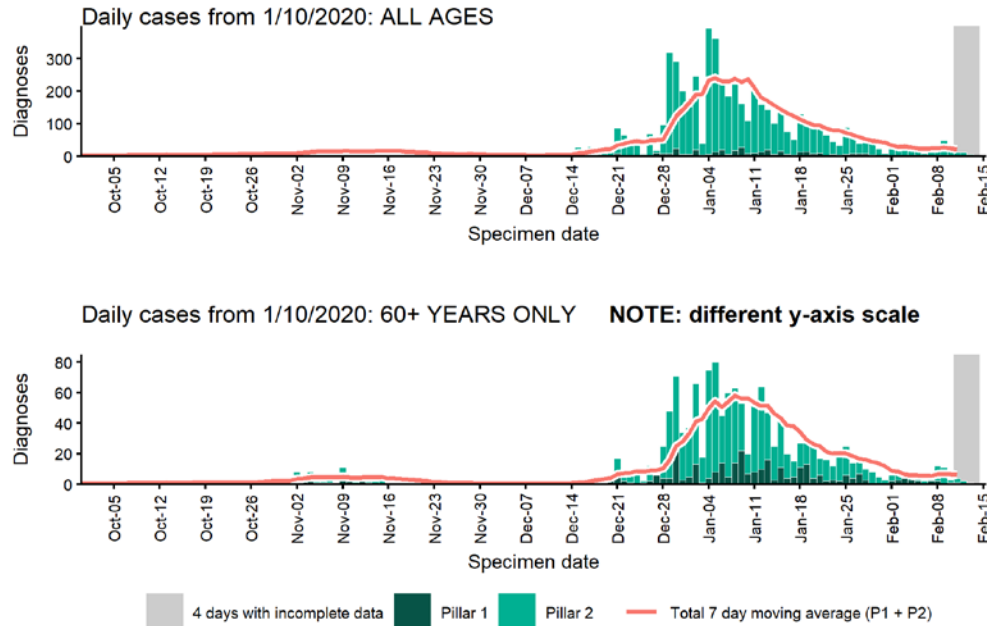 Daily cases from 1/10/2020: ALL AGES
Diagnoses
300
200
100
0
Oct-05 Oct-12 Oct-19 Oct-26 Nov-02 Nov-09 Nov-16 Nov-23 Nov-30 Dec-07 Dec-14 Dec-21 Dec-28 Jan-04 Jan-11 Jan-18 Jan-25 Feb-01 Feb-08 Feb-15
Specimen date
Daily cases from 1/10/2020: 60+ YEARS ONLY NOTE: different y-axis scale
Diagnoses
80
60
40
20
0
Oct-05 Oct-12 Oct-19 Oct-26 Nov-02 Nov-09 Nov-16 Nov-23 Nov-30 Dec-07 Dec-14 Dec-21 Dec-28 Jan-04 Jan-11 Jan-18 Jan-25 Feb-01 Feb-08 Feb-15
Specimen date
4 days with incomplete data Pillar 1 Pillar 2 Total 7 day moving average (P1 + P2)